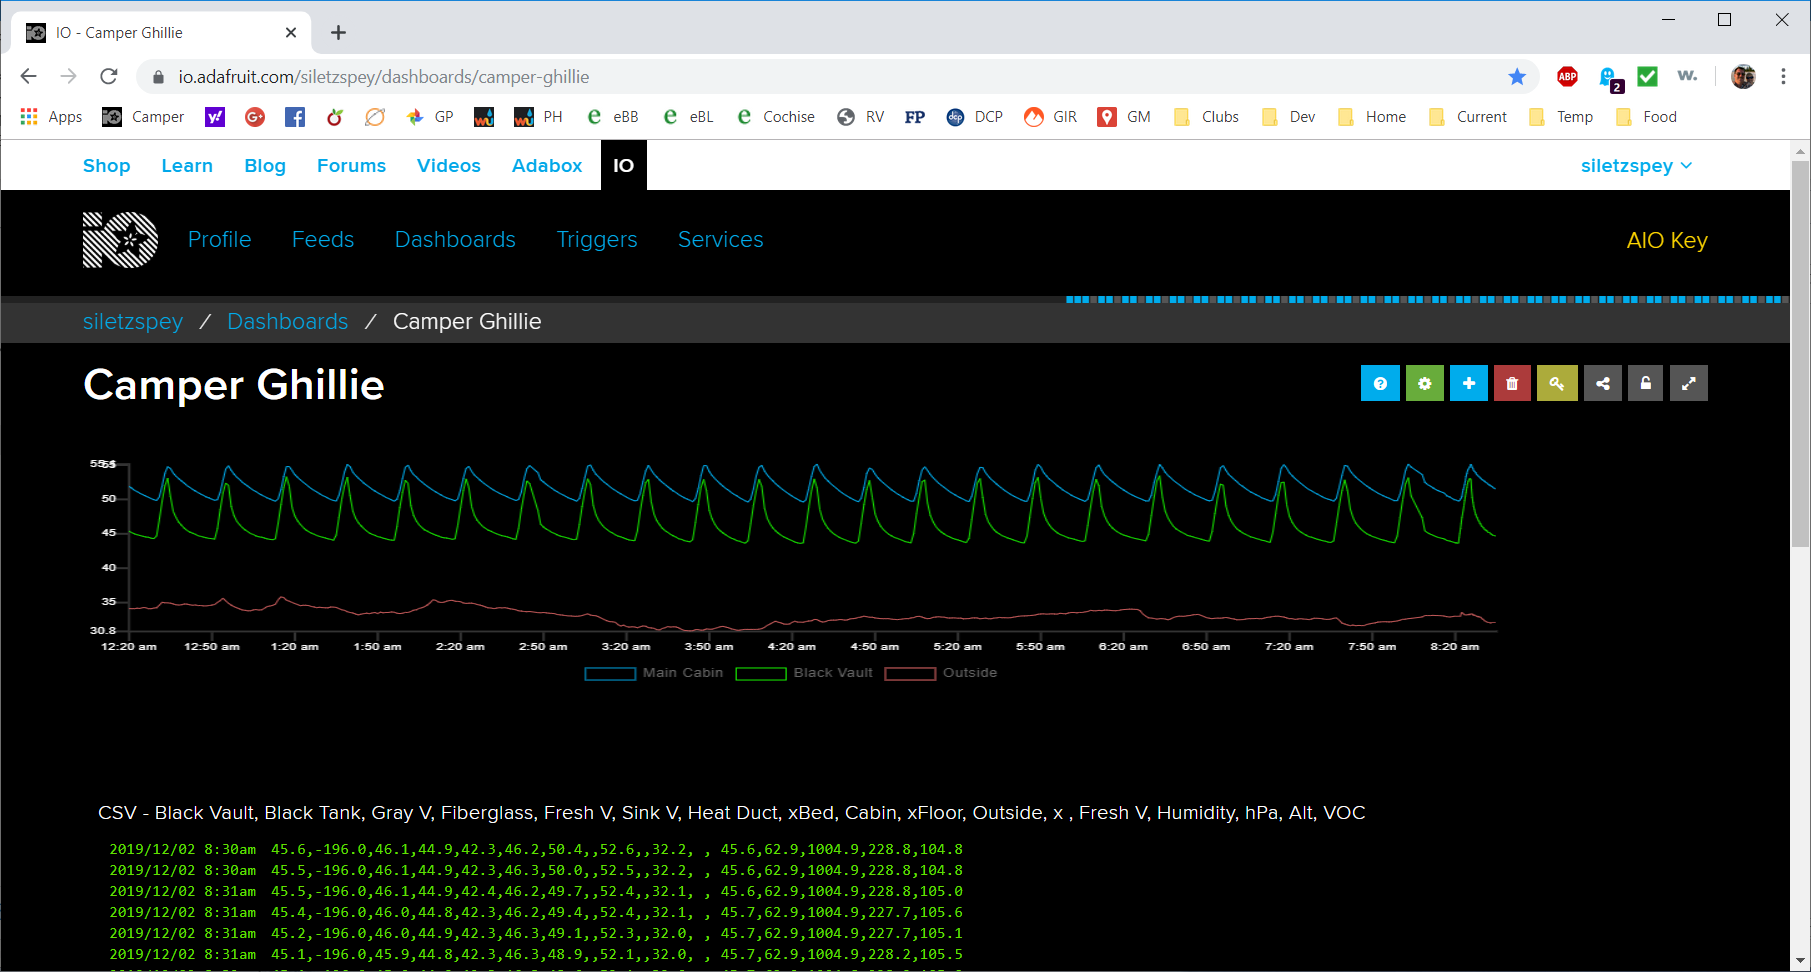 IO - Camper Ghillie
io.adafruit.com/siletzspey/dashboards/camper-ghillie
ABP
2
w.
Apps Camper y! G+ wu GP wu PH eBB eBL Cochise RV FP dcp DCP GIR GM Clubs Dev Home Current Temp Food
Shop Learn Blog Forums Videos Adabox IO siletzspey
Profile Feeds Dashboards Triggers Services AIO Key
siletzspey / Dashboards / Camper Ghillie
Camper Ghillie
55
50
45
40
35
30.8
12:20 am 12:50 am 1:20 am 1:50 am 2:20 am 2:50 am 3:20 am 3:50 am 4:20 am 4:50 am 5:20 am 5:50 am 6:20 am 6:50 am 7:20 am 7:50 am 8:20 am
Main Cabin Black Vault Outside
CSV - Black Vault, Black Tank, Gray V, Fiberglass, Fresh V, Sink V, Heat Duct, xBed, Cabin, xFloor, Outside, x , Fresh V, Humidity, hPa, Alt, VOC
2019/12/02 8:30am 45.6,-196.0,46.1,44.9,42.3,46.2,50.4,,52.6,,32.2, , 45.6,62.9,1004.9,228.8,104.8
2019/12/02 8:30am 45.5,-196.0,46.1,44.9,42.3,46.3,50.0,,52.5,,32.2, , 45.6,62.9,1004.9,228.8,104.8
2019/12/02 8:31am 45.5,-196.0,46.1,44.9,42.4,46.2,49.7,,52.4,,32.1, , 45.6,62.9,1004.9,228.8,105.0
2019/12/02 8:31am 45.4,-196.0,46.0,44.8,42.3,46.2,49.4,,52.4,,32.1, , 45.7,62.9,1004.9,227.7,105.6
2019/12/02 8:31am 45.2,-196.0,46.0,44.9,42.3,46.3,49.1,,52.3,,32.0, , 45.7,62.9,1004.9,227.7,105.1
2019/12/02 8:31am 45.1,-196.0,45.9,44.8,42.3,46.3,48.9,,52.1,,32.0, , 45.7,62.9,1004.9,228.2,105.5